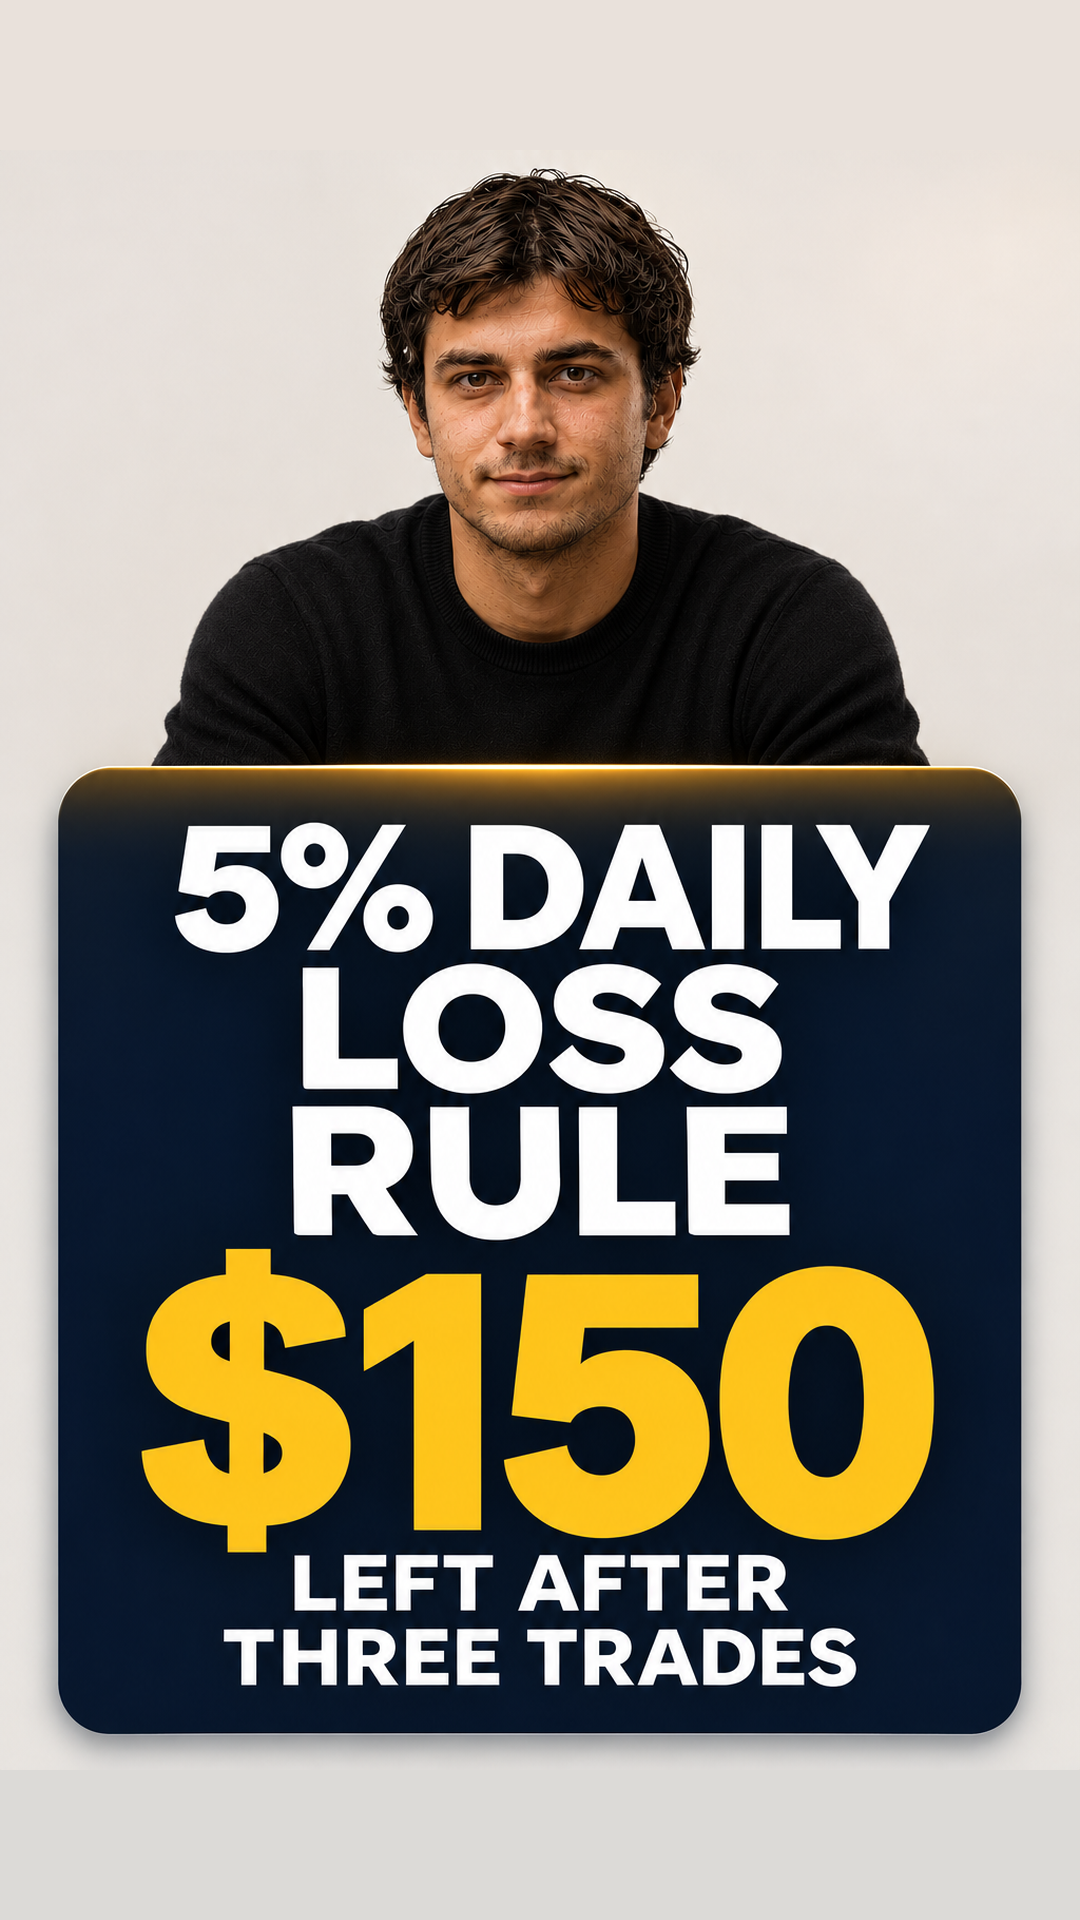 5% DAILY
LOSS
RULE
$150
LEFT AFTER
THREE TRADES